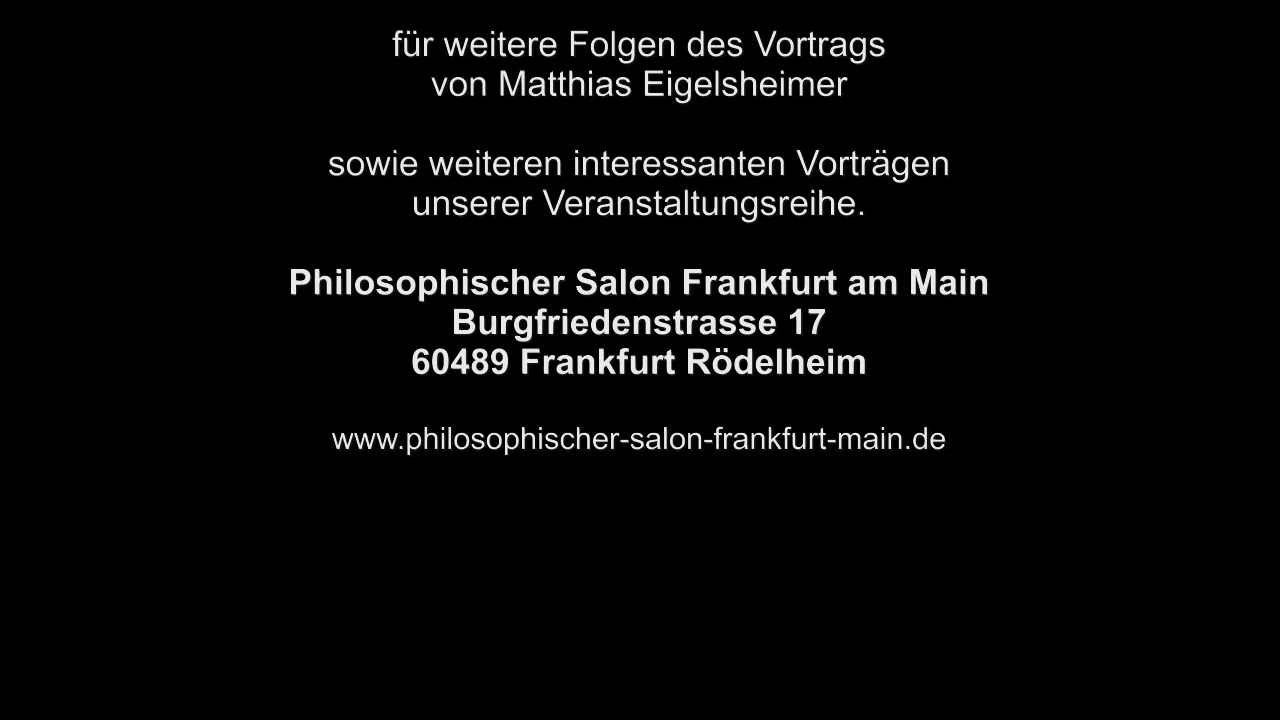 für weitere Folgen des Vortrags
von Matthias Eigelsheimer
sowie weiteren interessanten Vorträgen
unserer Veranstaltungsreihe.
Philosophischer Salon Frankfurt am Main
Burgfriedenstrasse 17
60489 Frankfurt Rödelheim
www.philosophischer-salon-frankfurt-main.de